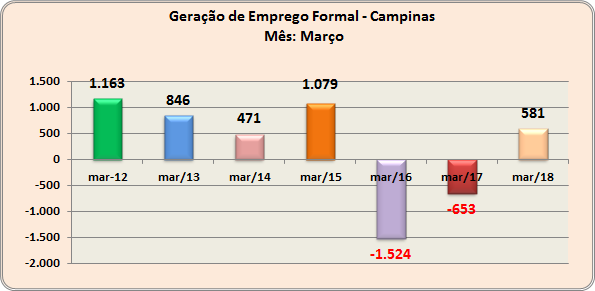 Geração de Emprego Formal - Campinas
Mês: Março
1.500
1.000
500
0
-500
-1.000
-1.500
-2.000
1.163
846
471
1.079
-1.524
-653
581
mar-12
mar/13
mar/14
mar/15
mar/16
mar/17
mar/18